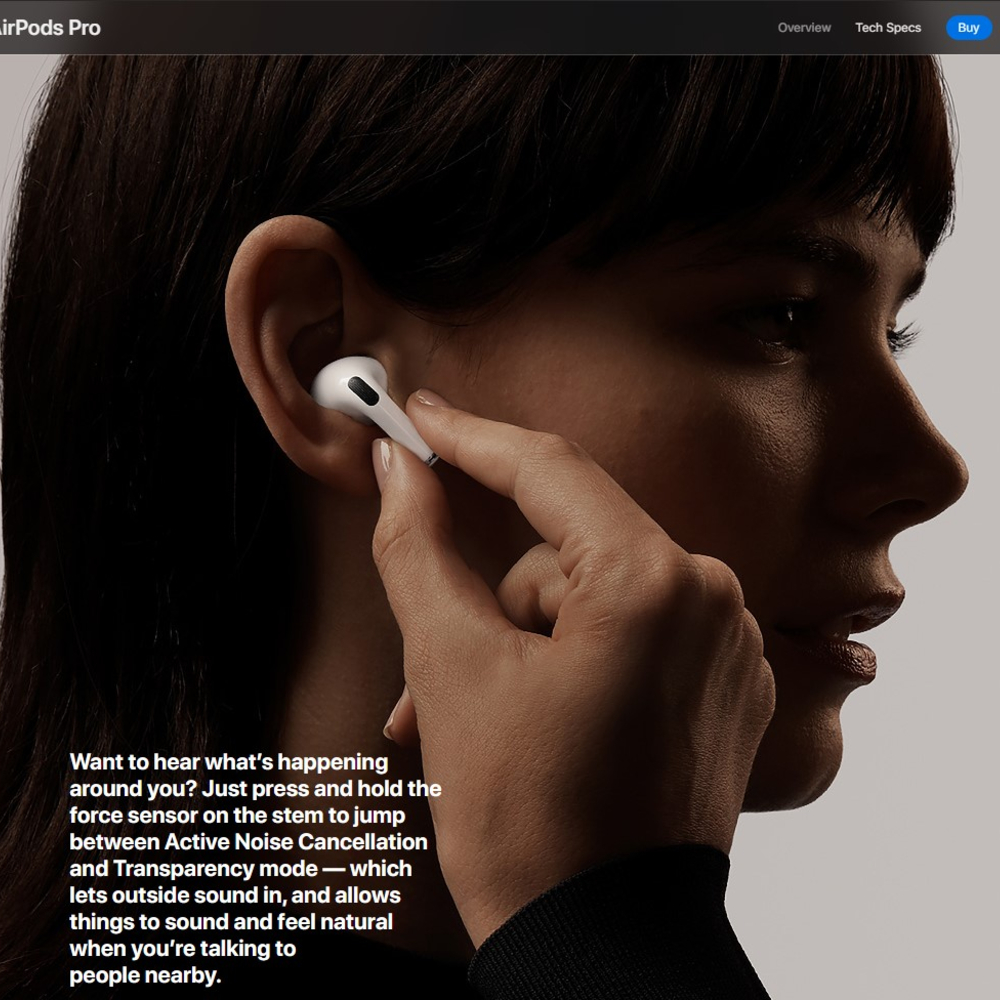 AirPods Pro
Overview
Tech Specs
Buy
Want to hear what’s happening
around you? Just press and hold the
force sensor on the stem to jump
between Active Noise Cancellation
and Transparency mode — which
lets outside sound in, and allows
things to sound and feel natural
when you’re talking to
people nearby.